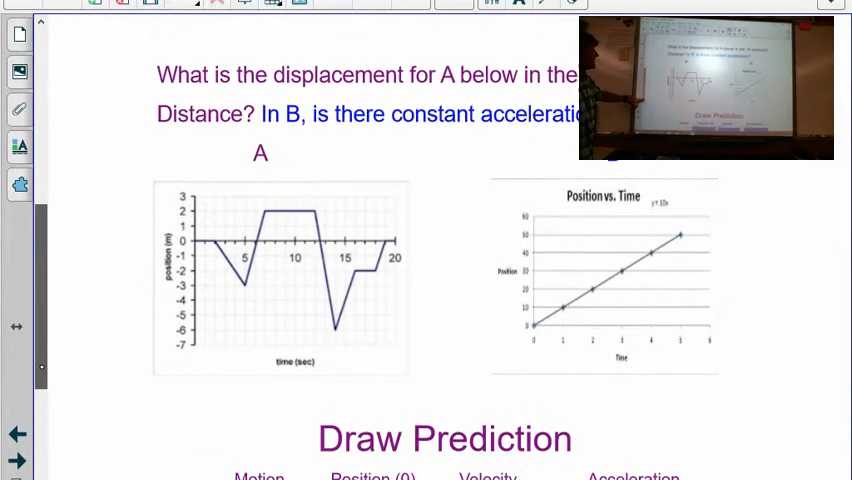 What is the displacement for A below in the
Distance? In B, is there constant
A
3
2
1
0
-1
-2
-3
-4
-5
-6
-7
5
10
15
20
position (m)
time (sec)
Position vs. Time
y = 10x
60
50
40
30
20
10
0
Position
0
1
2
3
4
5
6
Time
Draw Prediction
Motion Position (0) Velocity Acceleration
Draw Prediction